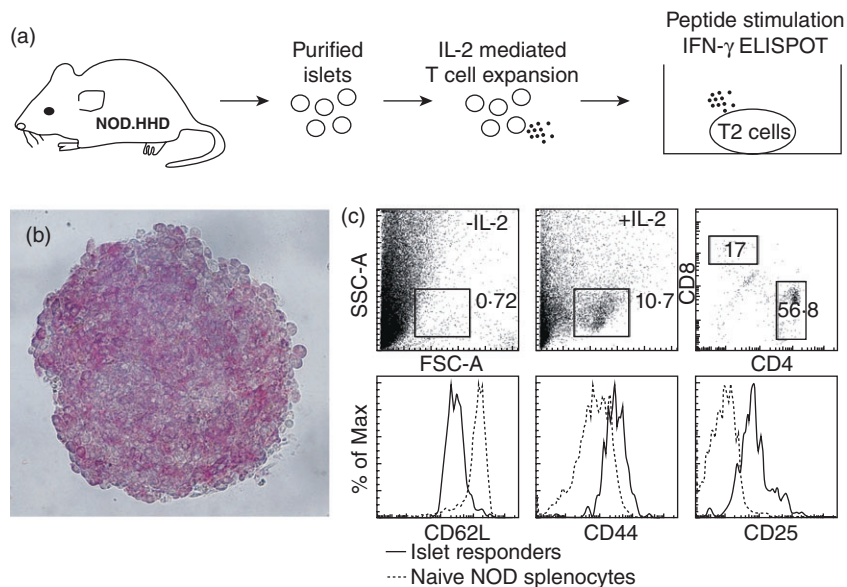 (a)
NOD.HHD
Purified
islets
IL-2 mediated
T cell expansion
Peptide stimulation
IFN-γ ELISPOT
T2 cells
(b)
(c)
-IL-2
0·72
+IL-2
10·7
17
56·8
SSC-A
FSC-A
CD8
CD4
% of Max
CD62L
CD44
CD25
Islet responders
Naive NOD splenocytes